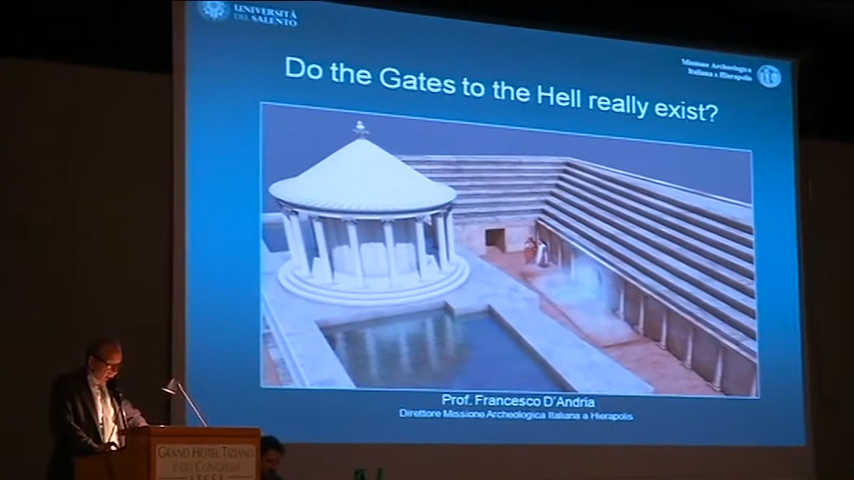 UNIVERSITÀ
DEL SALENTO
Missione Archeologica
Italiana a Hierapolis
Do the Gates to the Hell really exist?
Prof. Francesco D'Andria
Direttore Missione Archeologica Italiana a Hierapolis
GRAND HOTEL TIZIANO
E DEI CONGRESSI